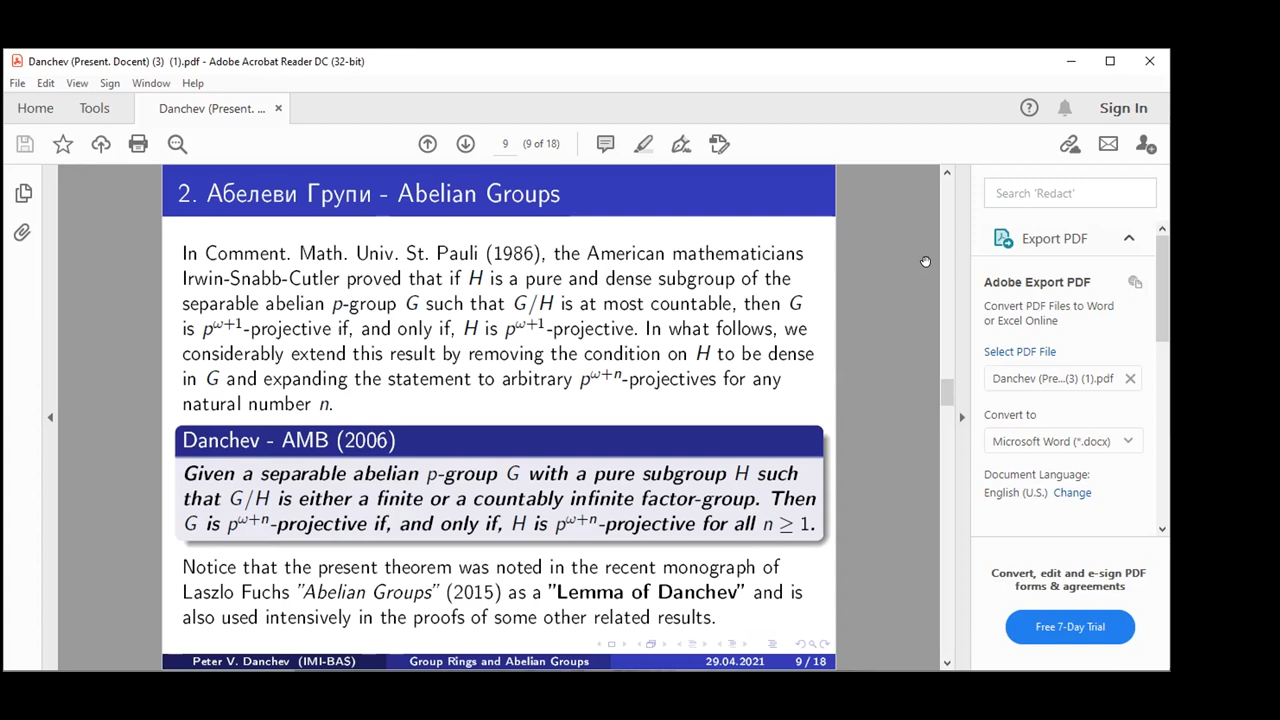 Danchev (Present. Docent) (3) (1).pdf - Adobe Acrobat Reader DC (32-bit)
File Edit View Sign Window Help
Home Tools Danchev (Present. ... × Sign In
9 (9 of 18)
2. Абелеви Групи - Abelian Groups
In Comment. Math. Univ. St. Pauli (1986), the American mathematicians
Irwin-Snabb-Cutler proved that if H is a pure and dense subgroup of the
separable abelian p-group G such that G/H is at most countable, then G
is p^{ω+1}-projective if, and only if, H is p^{ω+1}-projective. In what follows, we
considerably extend this result by removing the condition on H to be dense
in G and expanding the statement to arbitrary p^{ω+n}-projectives for any
natural number n.
Danchev - AMB (2006)
Given a separable abelian p-group G with a pure subgroup H such
that G/H is either a finite or a countably infinite factor-group. Then
G is p^{ω+n}-projective if, and only if, H is p^{ω+n}-projective for all n ≥ 1.
Notice that the present theorem was noted in the recent monograph of
Laszlo Fuchs "Abelian Groups" (2015) as a "Lemma of Danchev" and is
also used intensively in the proofs of some other related results.
Peter V. Danchev (IMI-BAS) Group Rings and Abelian Groups 29.04.2021 9 / 18
Search 'Redact'
Export PDF
Adobe Export PDF
Convert PDF Files to Word
or Excel Online
Select PDF File
Danchev (Pre...(3) (1).pdf
Convert to
Microsoft Word (*.docx)
Document Language:
English (U.S.) Change
Convert, edit and e-sign PDF
forms & agreements
Free 7-Day Trial